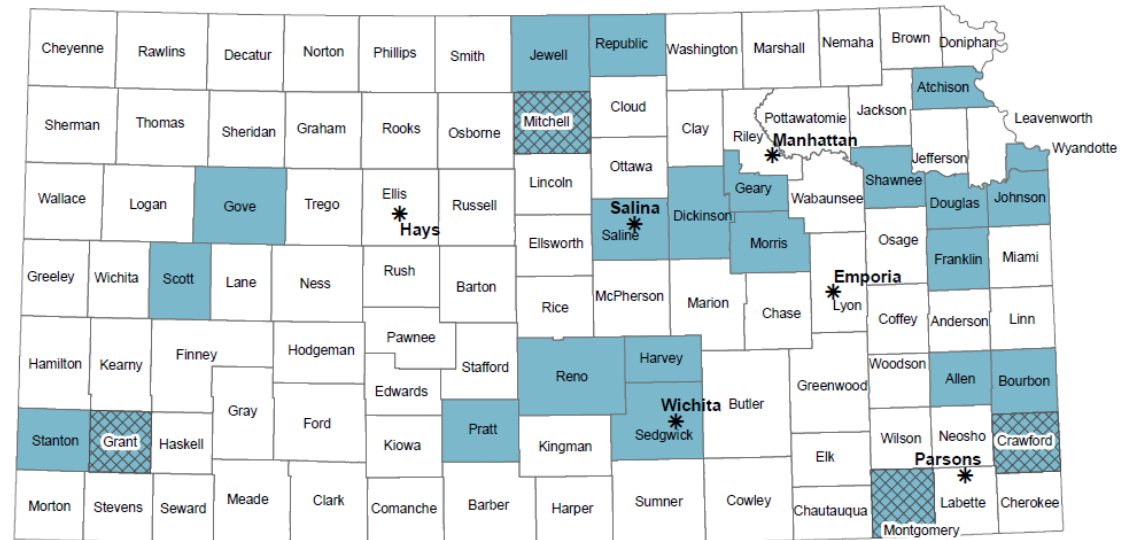 Cheyenne
Rawlins
Decatur
Norton
Phillips
Smith
Jewell
Republic
Washington
Marshall
Nemaha
Brown
Doniphan
Sherman
Thomas
Sheridan
Graham
Rooks
Osborne
Mitchell
Cloud
Clay
Riley
Pottawatomie
Manhattan
Jackson
Atchison
Leavenworth
Jefferson
Wyandotte
Ottawa
Lincoln
Wallace
Logan
Gove
Trego
Ellis
Hays
Russell
Ellsworth
Salina
Saline
Dickinson
Geary
Morris
Wabaunsee
Shawnee
Douglas
Johnson
Osage
Franklin
Miami
Greeley
Wichita
Scott
Lane
Ness
Rush
Barton
Rice
McPherson
Marion
Chase
Emporia
Lyon
Coffey
Anderson
Linn
Hamilton
Kearny
Finney
Hodgeman
Pawnee
Stafford
Edwards
Reno
Harvey
Wichita
Sedgwick
Butler
Greenwood
Woodson
Allen
Bourbon
Stanton
Grant
Haskell
Gray
Ford
Kiowa
Pratt
Kingman
Elk
Wilson
Neosho
Parsons
Crawford
Morton
Stevens
Seward
Meade
Clark
Comanche
Barber
Harper
Sumner
Cowley
Chautauqua
Montgomery
Labette
Cherokee